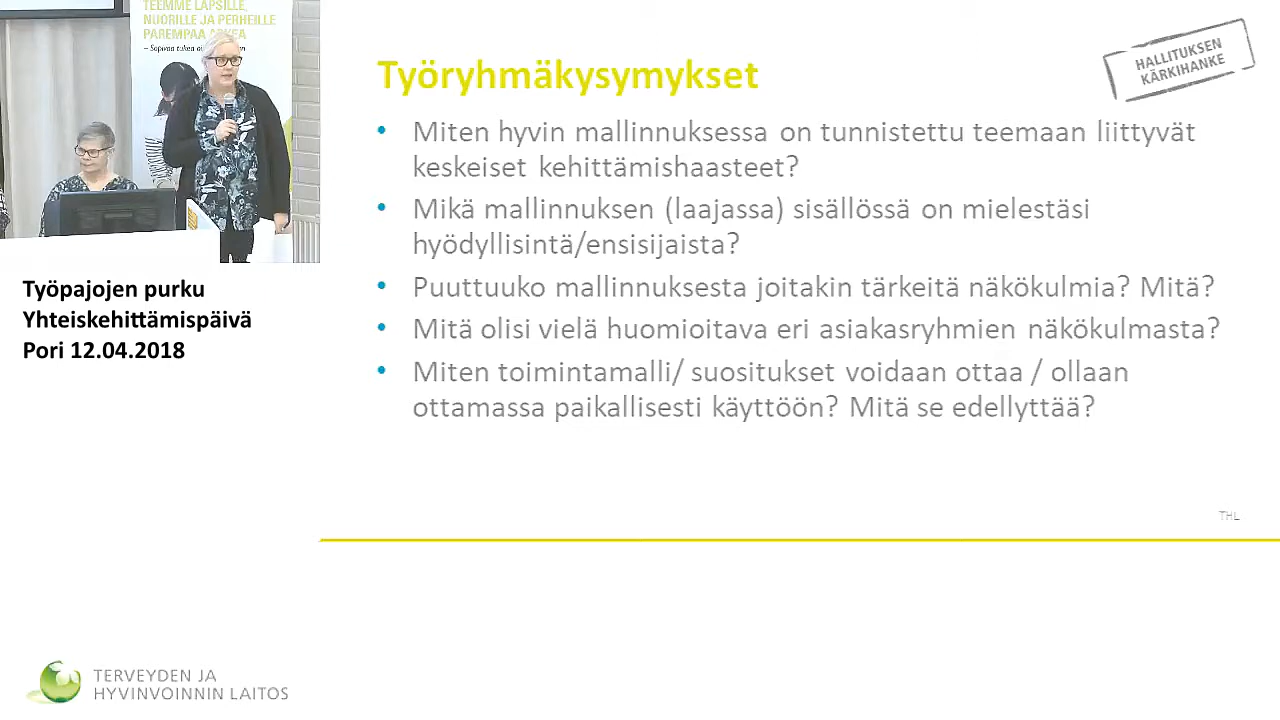 TEEMME LAPSILLE,
NUORILLE JA PERHEILLE
PAREMPAA ARKEA
Työpajojen purku
Yhteiskehittämispäivä
Pori 12.04.2018
TERVEYDEN JA
HYVINVOINNIN LAITOS
Työryhmäkysymykset
HALLITUKSEN
KÄRKIHANKE
• Miten hyvin mallinnuksessa on tunnistettu teemaan liittyvät
keskeiset kehittämishaasteet?
• Mikä mallinnuksen (laajassa) sisällössä on mielestäsi
hyödyllisintä/ensisijaista?
• Puuttuuko mallinnuksesta joitakin tärkeitä näkökulmia? Mitä?
• Mitä olisi vielä huomioitava eri asiakasryhmien näkökulmasta?
• Miten toimintamalli/ suositukset voidaan ottaa / ollaan
ottamassa paikallisesti käyttöön? Mitä se edellyttää?
THL